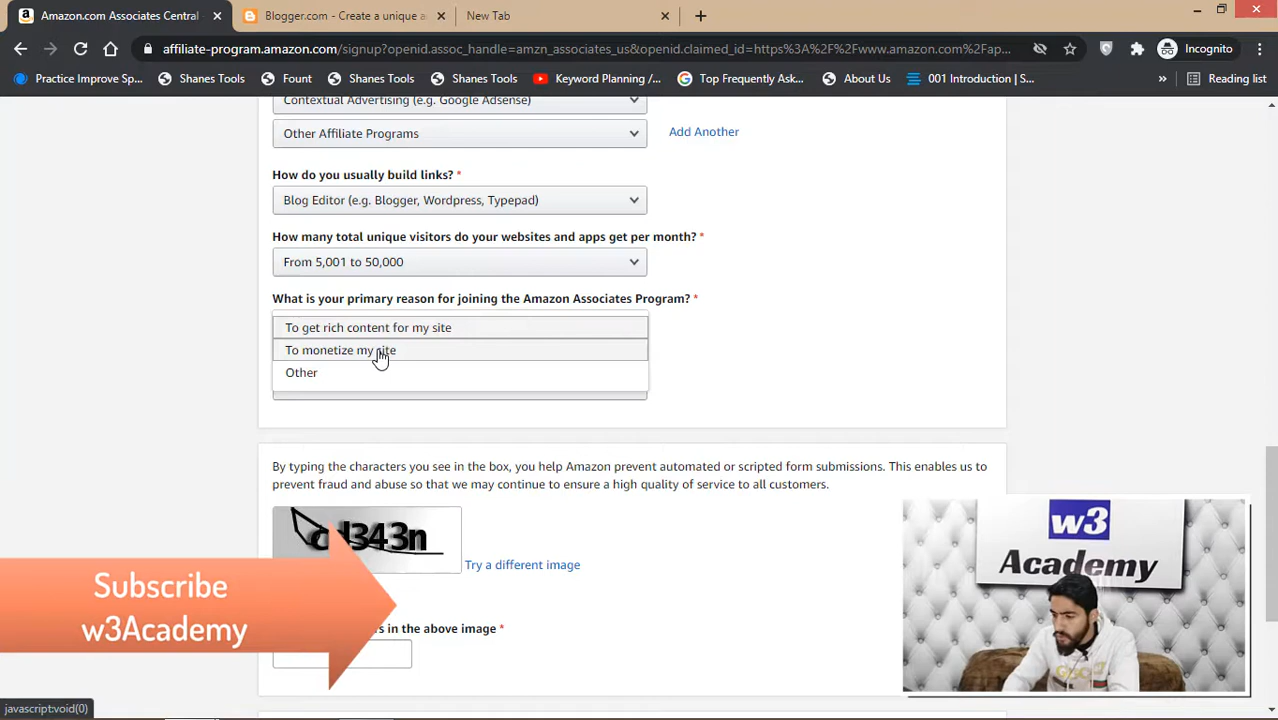 Amazon.com Associates Central
Blogger.com - Create a unique a
New Tab
affiliate-program.amazon.com/signup?openid.assoc_handle=amzn_associates_us&openid.claimed_id=https%3A%2F%2Fwww.amazon.com%2Fap...
Incognito
Practice Improve Sp...
Shanes Tools
Fount
Shanes Tools
Shanes Tools
Keyword Planning /...
Top Frequently Ask...
About Us
001 Introduction | S...
»
Reading list
Contextual Advertising (e.g. Google Adsense)
Other Affiliate Programs
Add Another
How do you usually build links? *
Blog Editor (e.g. Blogger, Wordpress, Typepad)
How many total unique visitors do your websites and apps get per month? *
From 5,001 to 50,000
What is your primary reason for joining the Amazon Associates Program? *
To get rich content for my site
To monetize my site
Other
By typing the characters you see in the box, you help Amazon prevent automated or scripted form submissions. This enables us to
prevent fraud and abuse so that we may continue to ensure a high quality of service to all customers.
cd343n
Try a different image
in the above image *
Subscribe
w3Academy
w3
Academy
javascript:void(0)